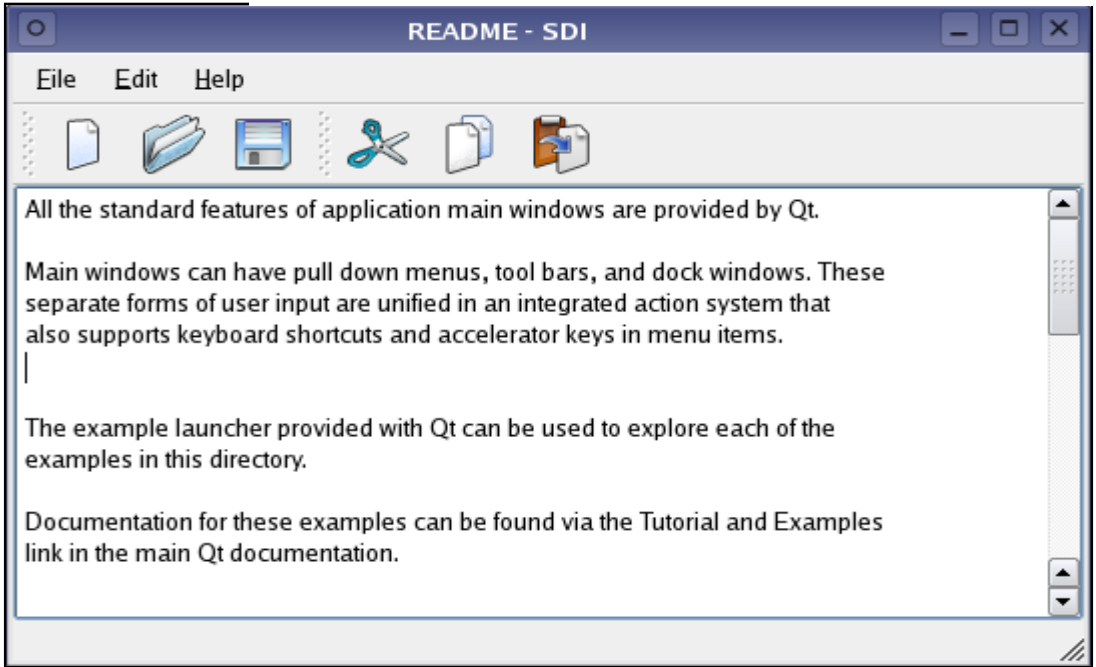 README - SDI
File Edit Help
All the standard features of application main windows are provided by Qt.
Main windows can have pull down menus, tool bars, and dock windows. These
separate forms of user input are unified in an integrated action system that
also supports keyboard shortcuts and accelerator keys in menu items.
The example launcher provided with Qt can be used to explore each of the
examples in this directory.
Documentation for these examples can be found via the Tutorial and Examples
link in the main Qt documentation.